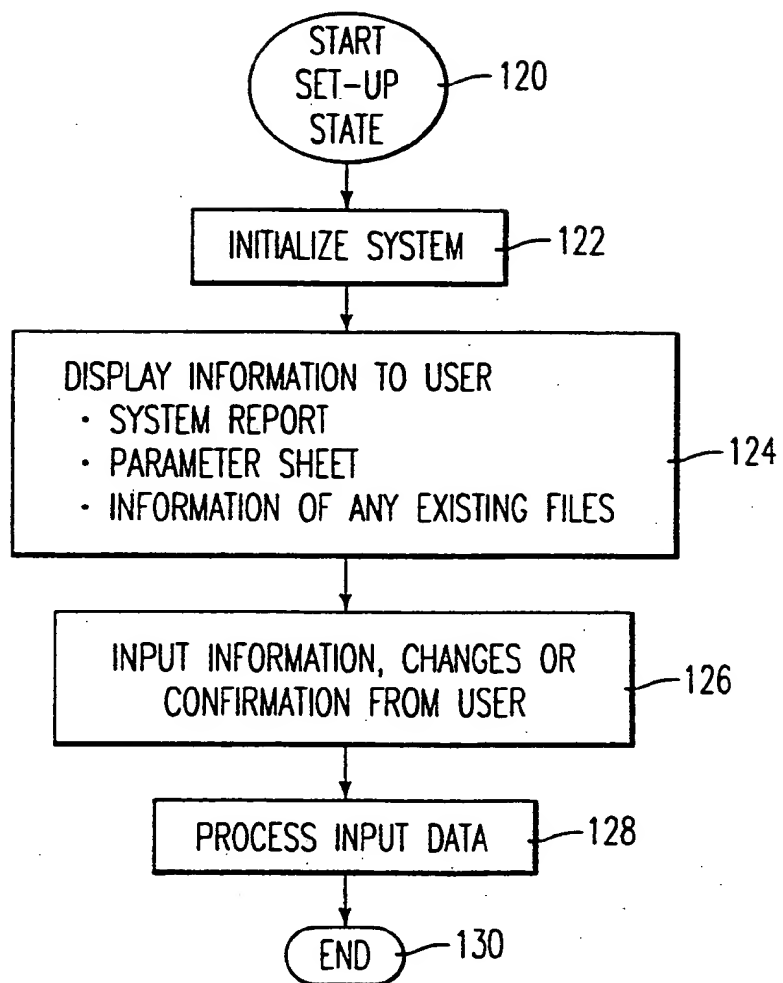 START
SET-UP
STATE
120
INITIALIZE SYSTEM
122
DISPLAY INFORMATION TO USER
· SYSTEM REPORT
· PARAMETER SHEET
· INFORMATION OF ANY EXISTING FILES
124
INPUT INFORMATION, CHANGES OR
CONFIRMATION FROM USER
126
PROCESS INPUT DATA
128
END
130